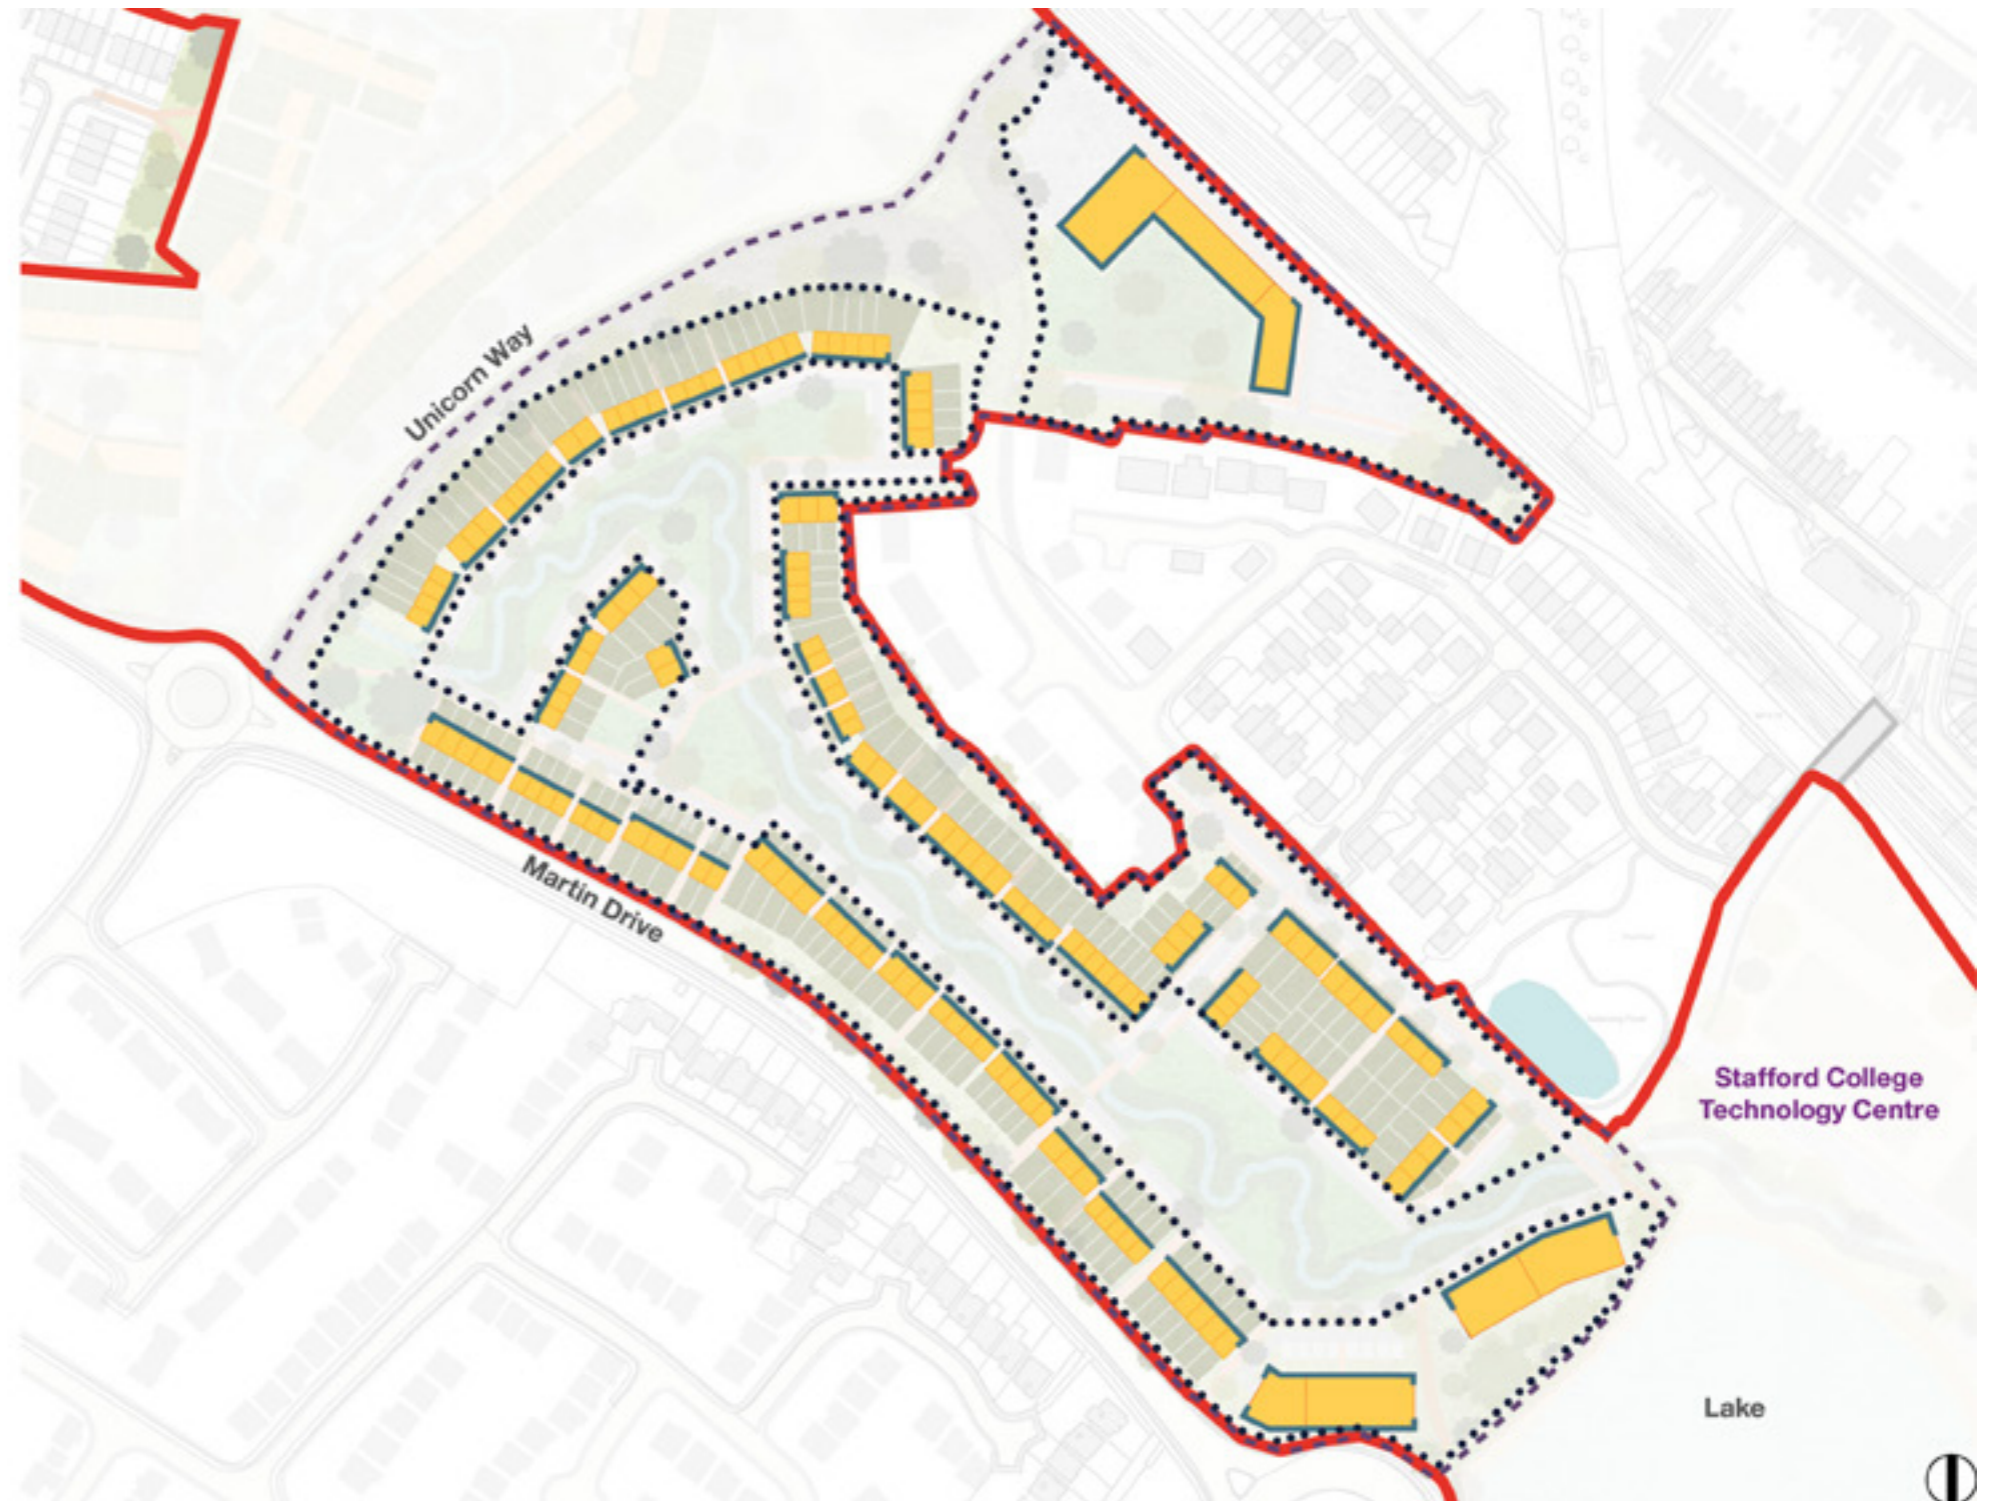 Unicorn Way
Martin Drive
Stafford College
Technology Centre
Lake